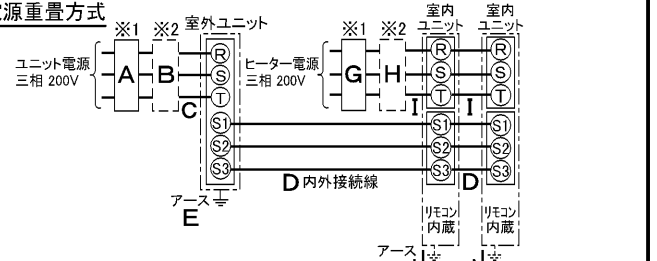 電源重畳方式
※1 ※2 室外ユニット
ユニット電源
三相 200V
A B
R
S
T
C
S1
S2
S3
アース
E
※1 ※2
ヒーター電源
三相 200V
G H
室内
ユニット
R
S
T
I
S1
S2
S3
D 内外接続線
リモコン
内蔵
アース J
室内
ユニット
R
S
T
I
S1
S2
S3
D
リモコン
内蔵
J